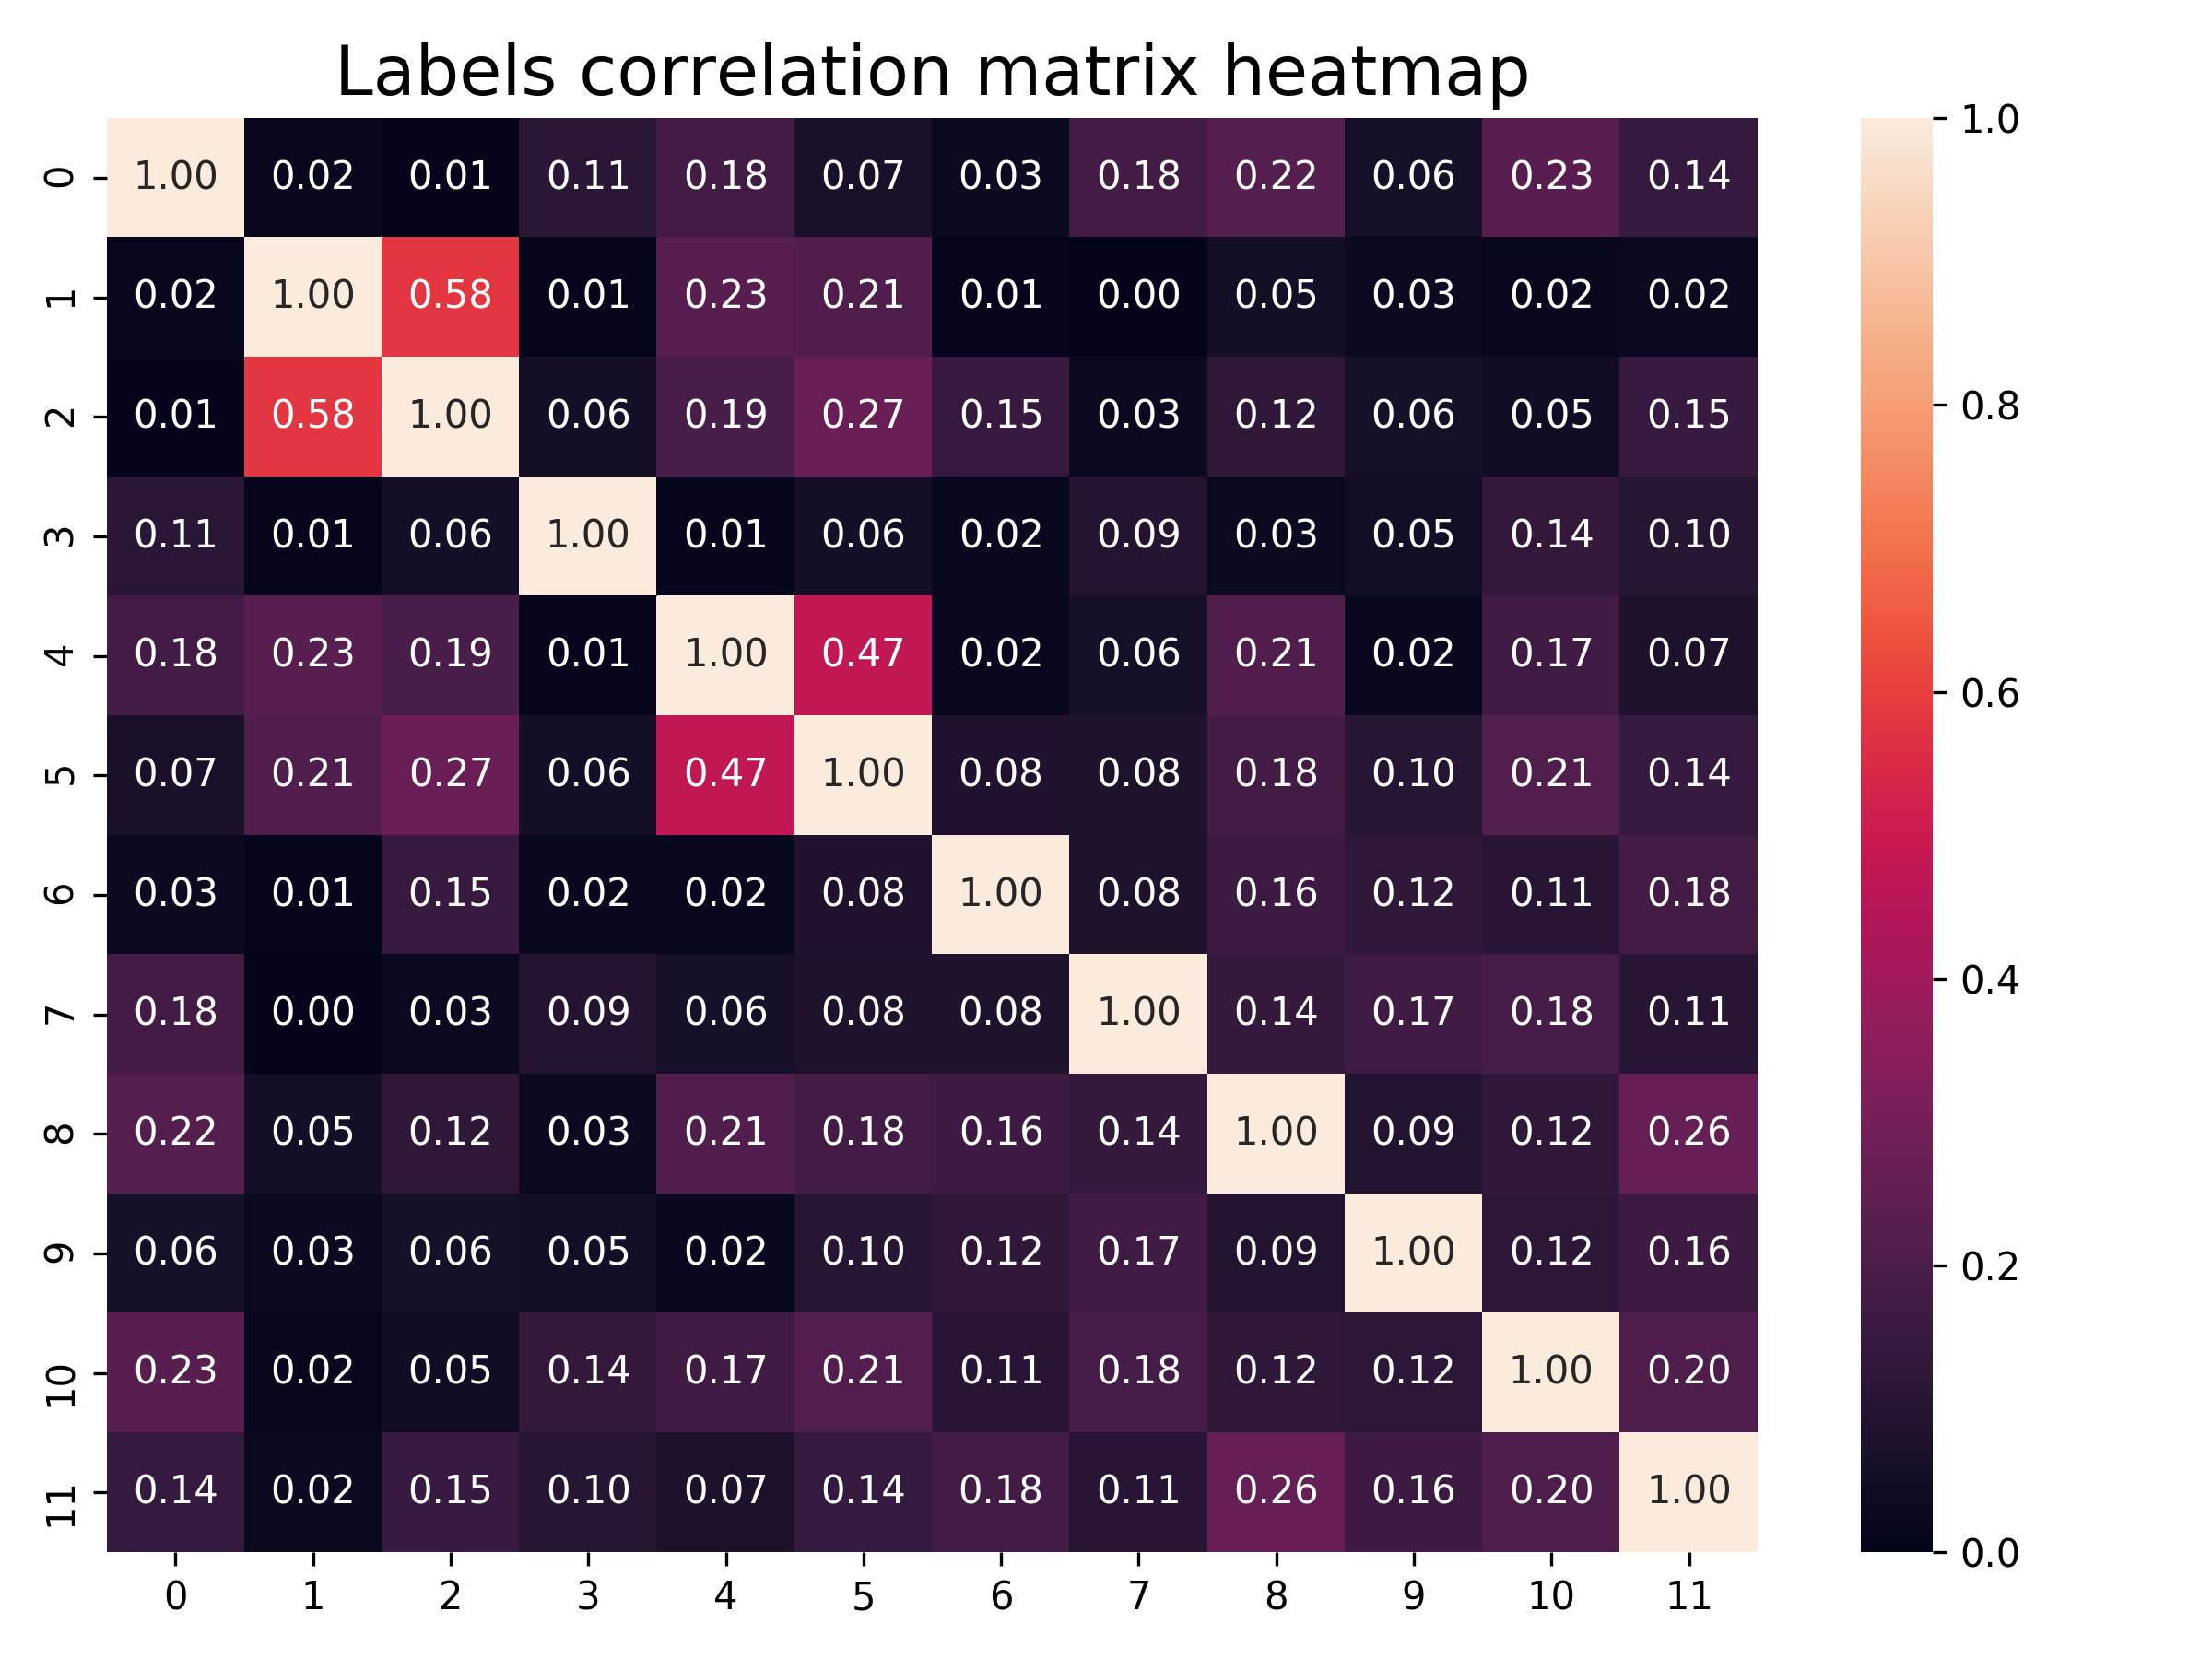 Labels correlation matrix heatmap
0 1.00 0.02 0.01 0.11 0.18 0.07 0.03 0.18 0.22 0.06 0.23 0.14
1 0.02 1.00 0.58 0.01 0.23 0.21 0.01 0.00 0.05 0.03 0.02 0.02
2 0.01 0.58 1.00 0.06 0.19 0.27 0.15 0.03 0.12 0.06 0.05 0.15
3 0.11 0.01 0.06 1.00 0.01 0.06 0.02 0.09 0.03 0.05 0.14 0.10
4 0.18 0.23 0.19 0.01 1.00 0.47 0.02 0.06 0.21 0.02 0.17 0.07
5 0.07 0.21 0.27 0.06 0.47 1.00 0.08 0.08 0.18 0.10 0.21 0.14
6 0.03 0.01 0.15 0.02 0.02 0.08 1.00 0.08 0.16 0.12 0.11 0.18
7 0.18 0.00 0.03 0.09 0.06 0.08 0.08 1.00 0.14 0.17 0.18 0.11
8 0.22 0.05 0.12 0.03 0.21 0.18 0.16 0.14 1.00 0.09 0.12 0.26
9 0.06 0.03 0.06 0.05 0.02 0.10 0.12 0.17 0.09 1.00 0.12 0.16
10 0.23 0.02 0.05 0.14 0.17 0.21 0.11 0.18 0.12 0.12 1.00 0.20
11 0.14 0.02 0.15 0.10 0.07 0.14 0.18 0.11 0.26 0.16 0.20 1.00
0 1 2 3 4 5 6 7 8 9 10 11
1.0
0.8
0.6
0.4
0.2
0.0